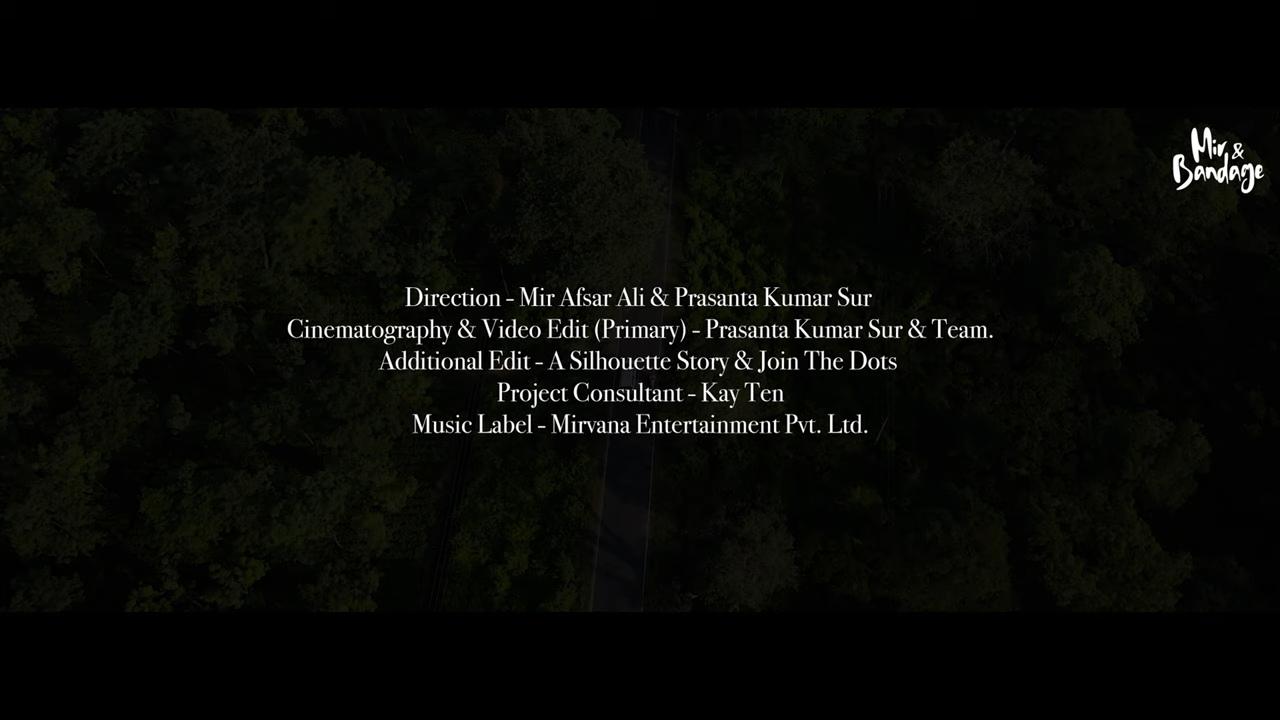 Mir &
Bandage
Direction - Mir Afsar Ali & Prasanta Kumar Sur
Cinematography & Video Edit (Primary) - Prasanta Kumar Sur & Team.
Additional Edit - A Silhouette Story & Join The Dots
Project Consultant - Kay Ten
Music Label - Mirvana Entertainment Pvt. Ltd.